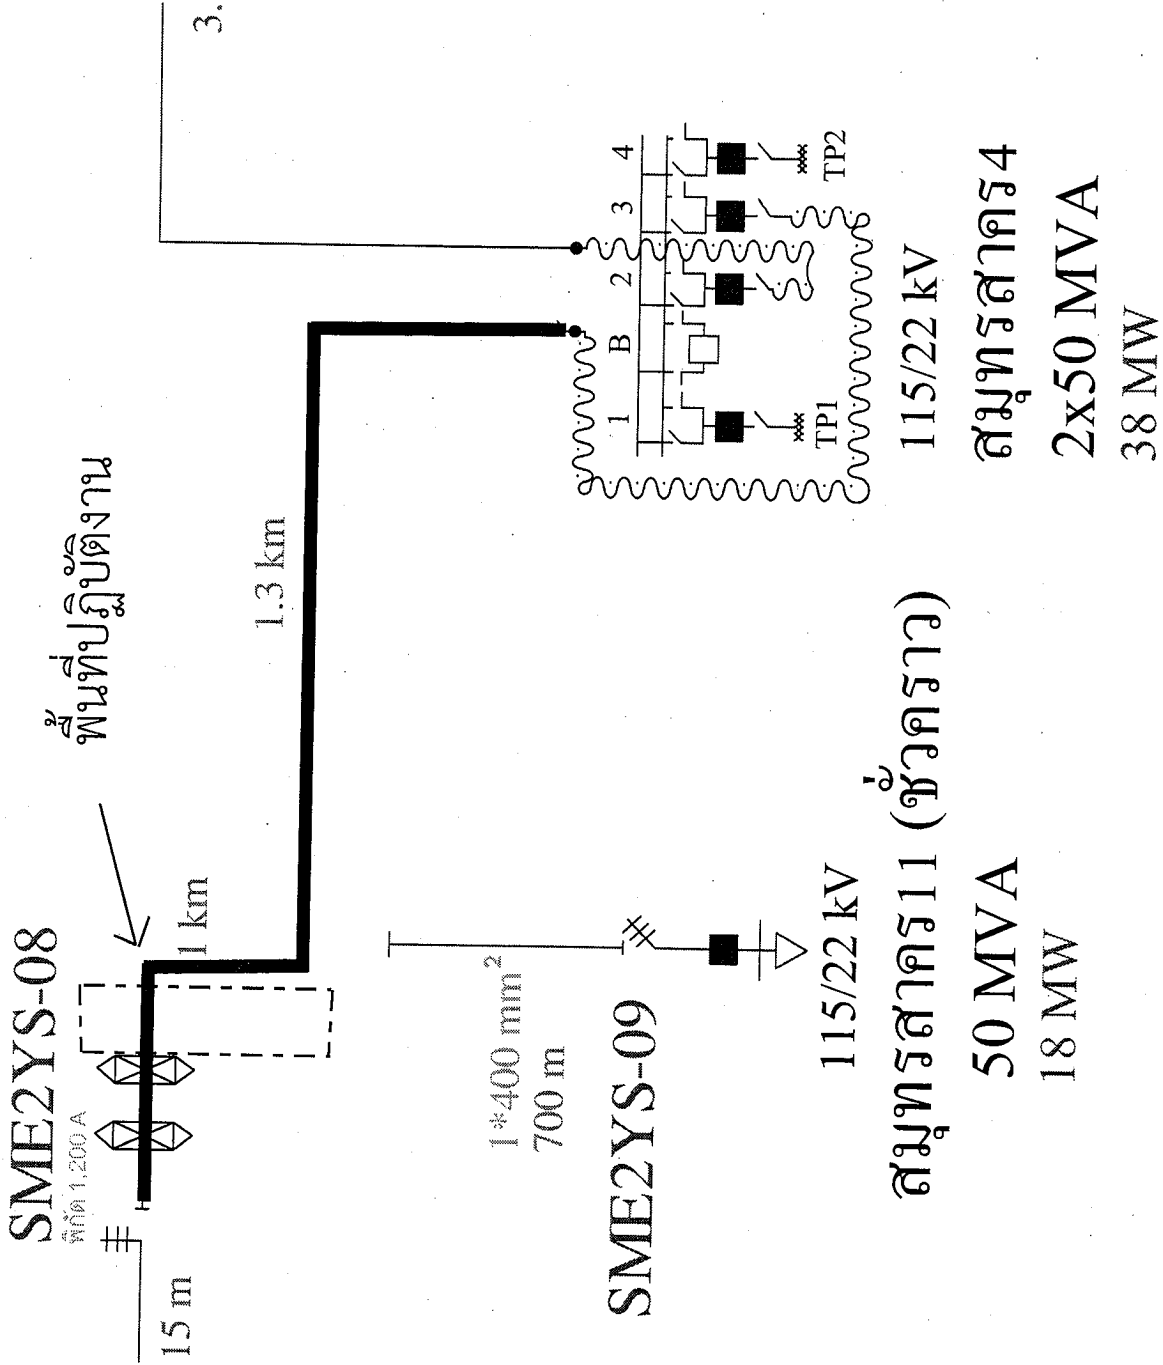 SME2YS-08
พิกัด 1,200 A
15 m
1 km
พื้นที่ปฏิบัติงาน
1.3 km
3.
1*400 mm2
700 m
SME2YS-09
115/22 kV
สมุทรสาคร11 (ชั่วคราว)
50 MVA
18 MW
1 B 2 3 4
TP1
TP2
115/22 kV
สมุทรสาคร4
2x50 MVA
38 MW